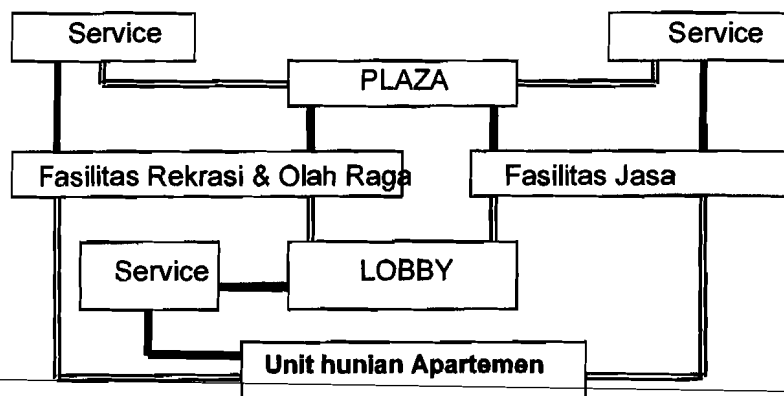 Service
Service
PLAZA
Fasilitas Rekrasi & Olah Raga
Fasilitas Jasa
Service
LOBBY
Unit hunian Apartemen